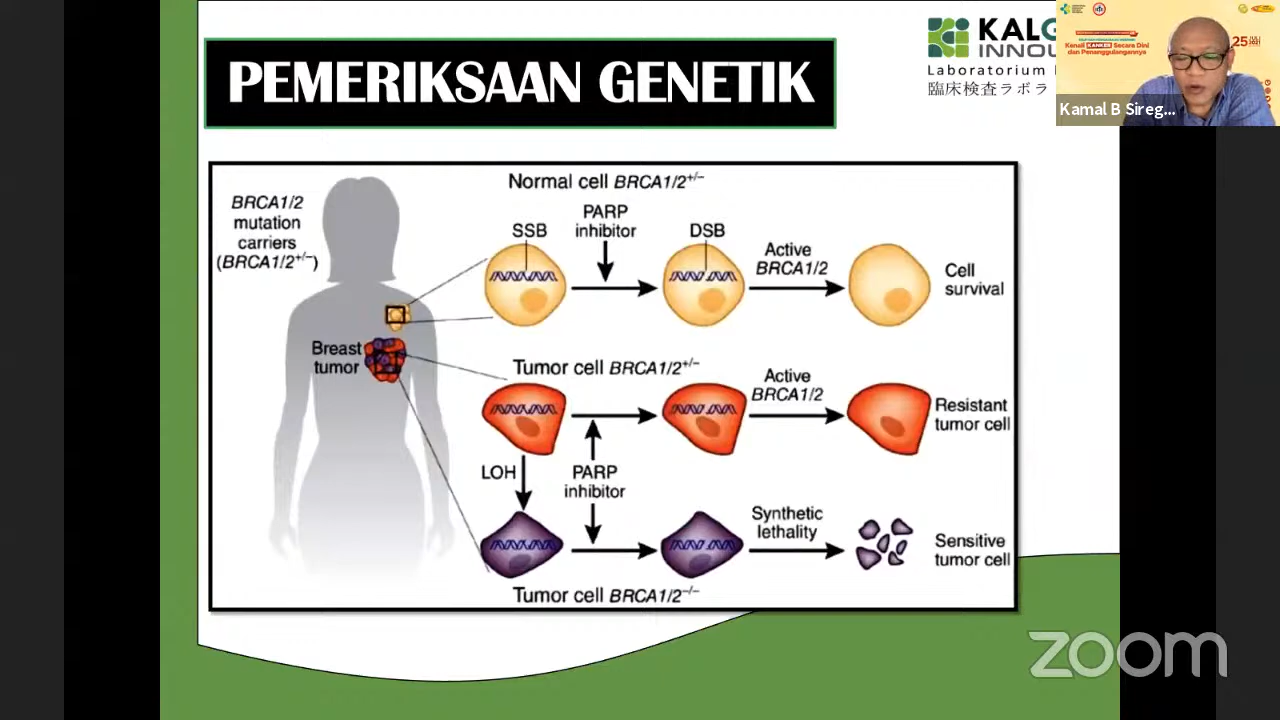 PEMERIKSAAN GENETIK
KALG
INNOL
Laboratorium
臨床検査ラボラ
Kenali KANKER Secara Dini
dan Penanggulangannya
25
Kamal B Sireg...
BRCA1/2
mutation
carriers
(BRCA1/2+/–)
Breast
tumor
Normal cell BRCA1/2+/–
SSB
PARP
inhibitor
DSB
Active
BRCA1/2
Cell
survival
Tumor cell BRCA1/2+/–
Active
BRCA1/2
Resistant
tumor cell
LOH
PARP
inhibitor
Synthetic
lethality
Sensitive
tumor cell
Tumor cell BRCA1/2–/–
zoom